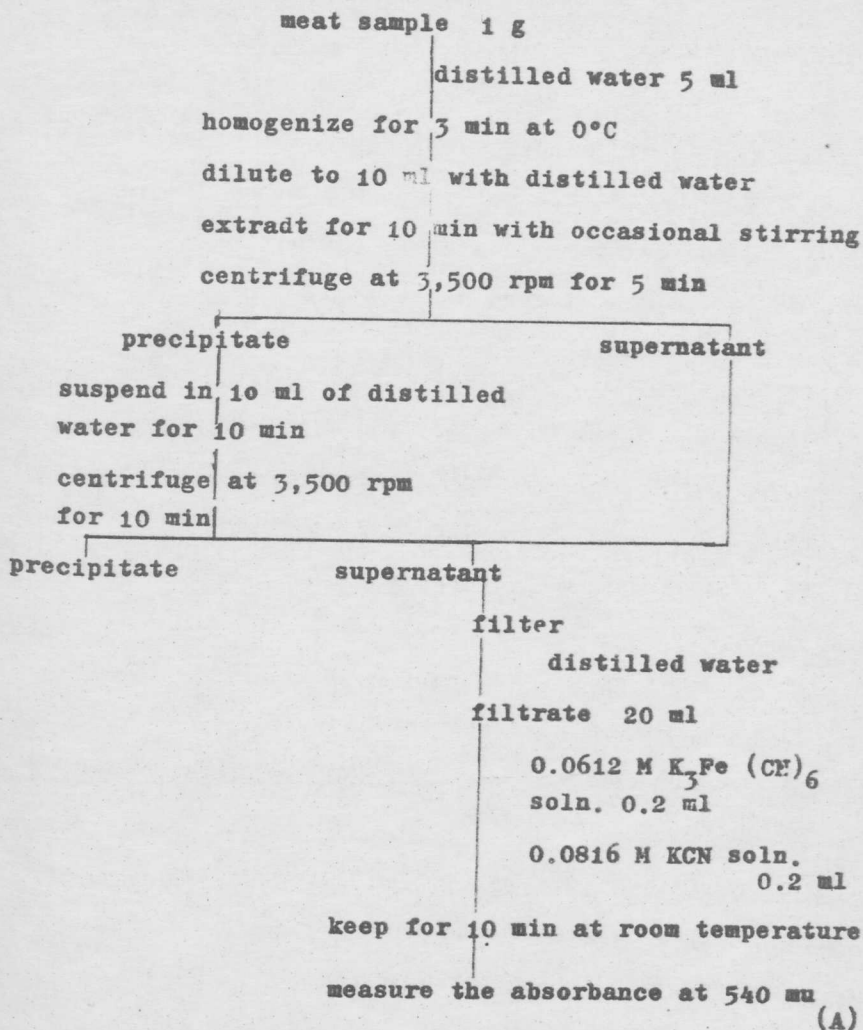 meat sample 1 g
distilled water 5 ml
homogenize for 3 min at 0°C
dilute to 10 ml with distilled water
extradt for 10 min with occasional stirring
centrifuge at 3,500 rpm for 5 min
precipitate
supernatant
suspend in 10 ml of distilled
water for 10 min
centrifuge at 3,500 rpm
for 10 min
precipitate
supernatant
filter
distilled water
filtrate 20 ml
0.0612 M K3Fe (CN)6
soln. 0.2 ml
0.0816 M KCN soln.
0.2 ml
keep for 10 min at room temperature
measure the absorbance at 540 mu
(A)